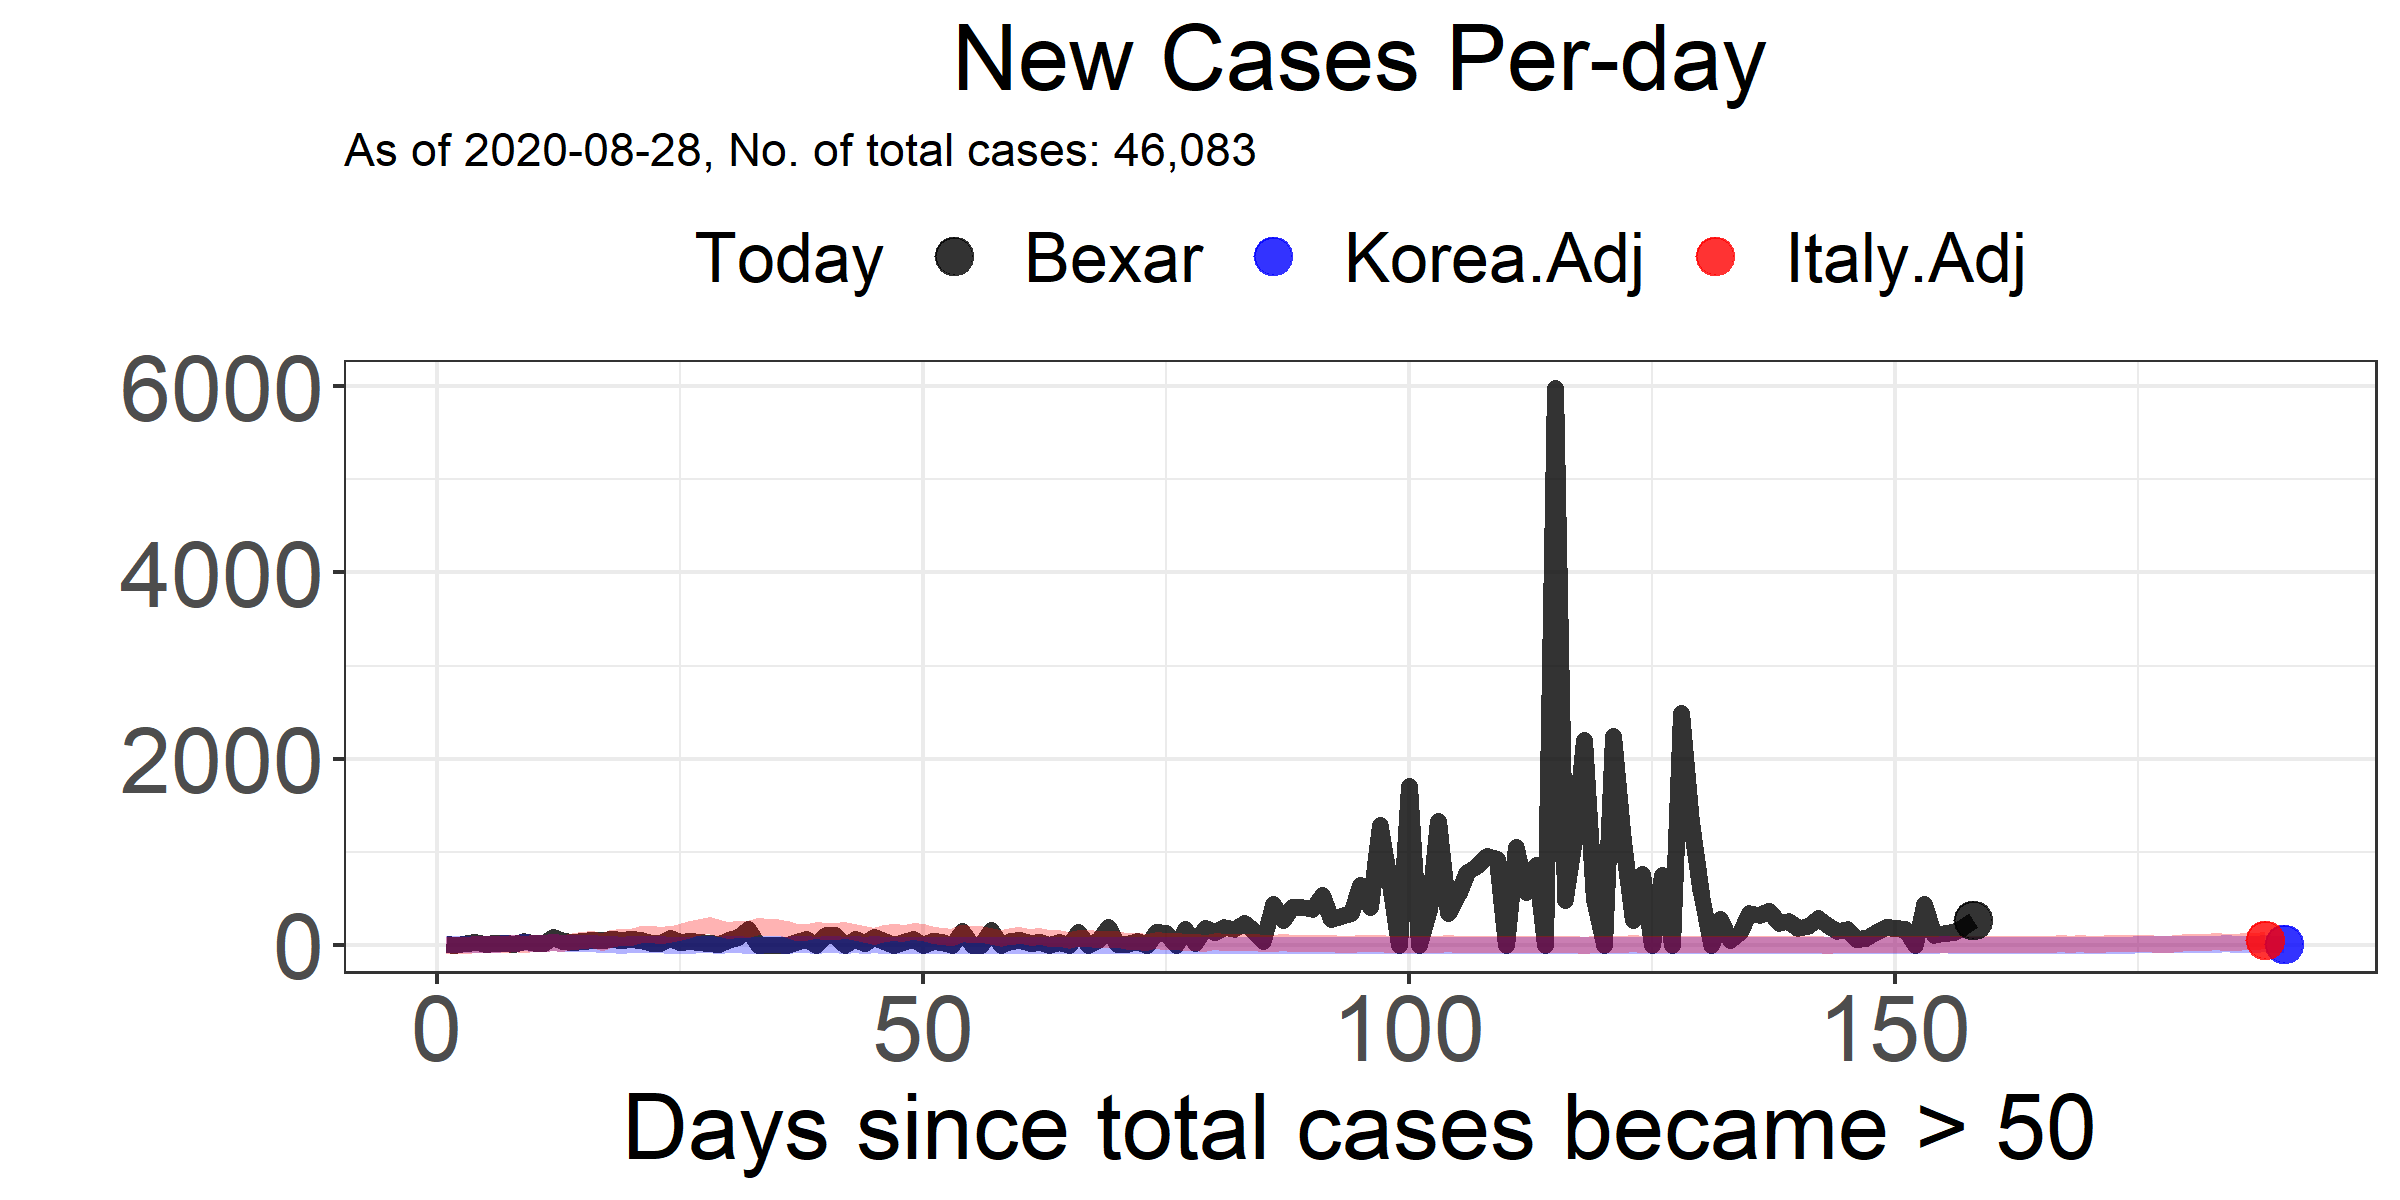 New Cases Per-day
As of 2020-08-28, No. of total cases: 46,083
Today Bexar Korea.Adj Italy.Adj
6000
4000
2000
0
0 50 100 150
Days since total cases became > 50